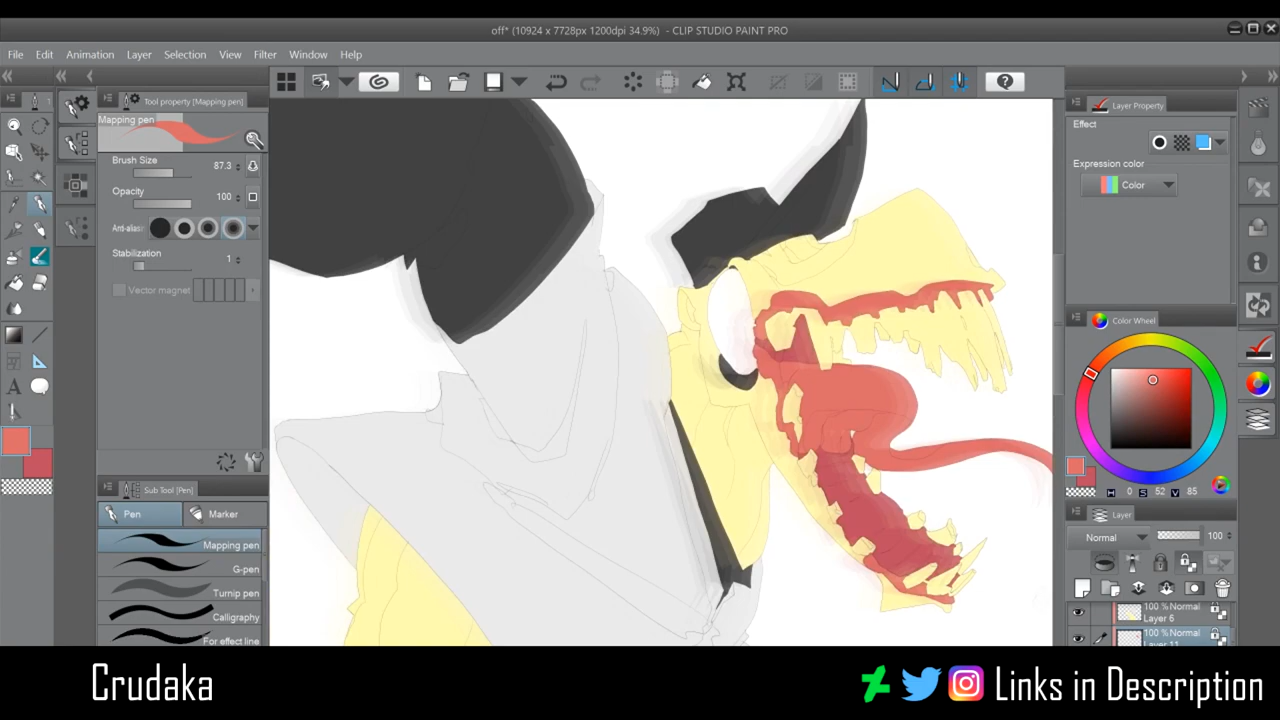 off* (10924 x 7728px 1200dpi 34.9%) - CLIP STUDIO PAINT PRO
File Edit Animation Layer Selection View Filter Window Help
Tool property [Mapping pen]
Mapping pen
Brush Size 87.3
Opacity 100
Anti-alias
Stabilization 1
Vector magnet
Sub Tool [Pen]
Pen Marker
Mapping pen
G-pen
Turnip pen
Calligraphy
For effect line
Layer Property
Effect
Expression color
Color
Color Wheel
H 0 S 52 V 85
Layer
Normal 100
100 % Normal
Layer 6
100 % Normal
Layer 11
Crudaka
Links in Description